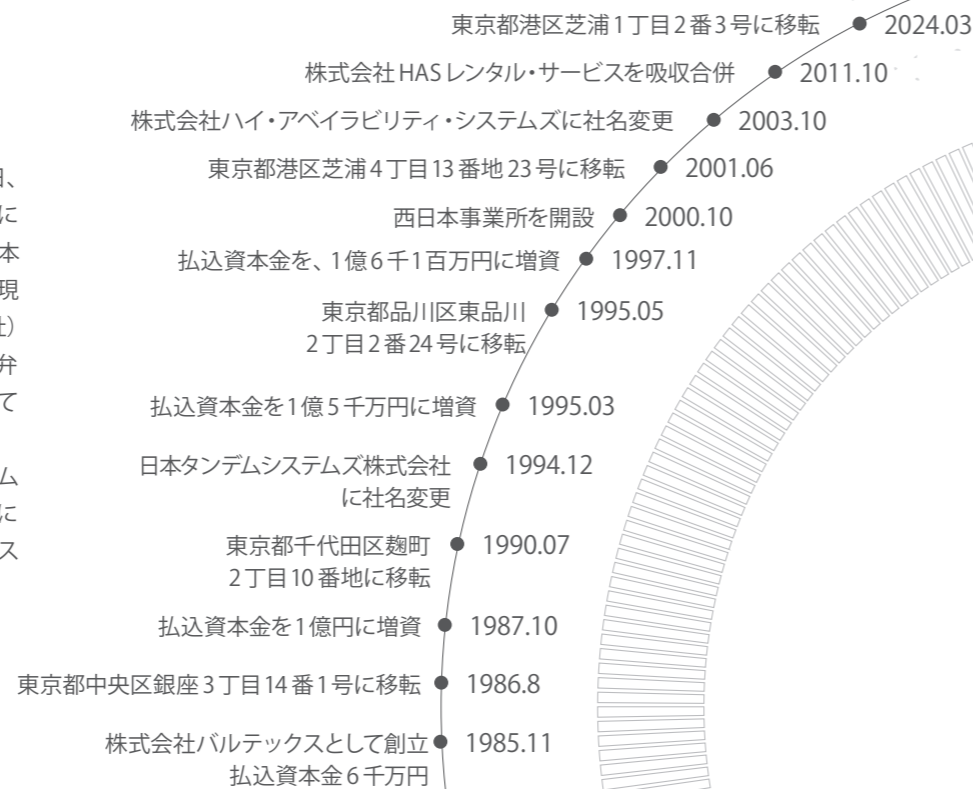 東京都港区芝浦1丁目2番3号に移転 2024.03
株式会社HASレンタル・サービスを吸収合併 2011.10
株式会社ハイ・アベイラビリティ・システムズに社名変更 2003.10
東京都港区芝浦4丁目13番地23号に移転 2001.06
西日本事業所を開設 2000.10
払込資本金を、1億6千1百万円に増資 1997.11
東京都品川区東品川 1995.05
2丁目2番24号に移転
払込資本金を1億5千万円に増資 1995.03
日本タンデムシステムズ株式会社 1994.12
に社名変更
東京都千代田区麹町 1990.07
2丁目10番地に移転
払込資本金を1億円に増資 1987.10
東京都中央区銀座3丁目14番1号に移転 1986.8
株式会社バルテックスとして創立 1985.11
払込資本金6千万円
、
に
本
現
社）
弁
て
ム
に
ス